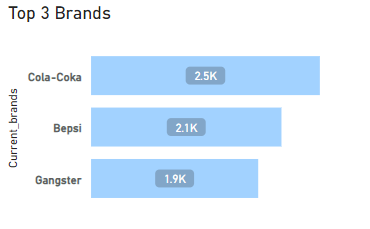 Top 3 Brands
Current_brands
Cola-Coka
2.5K
Bepsi
2.1K
Gangster
1.9K